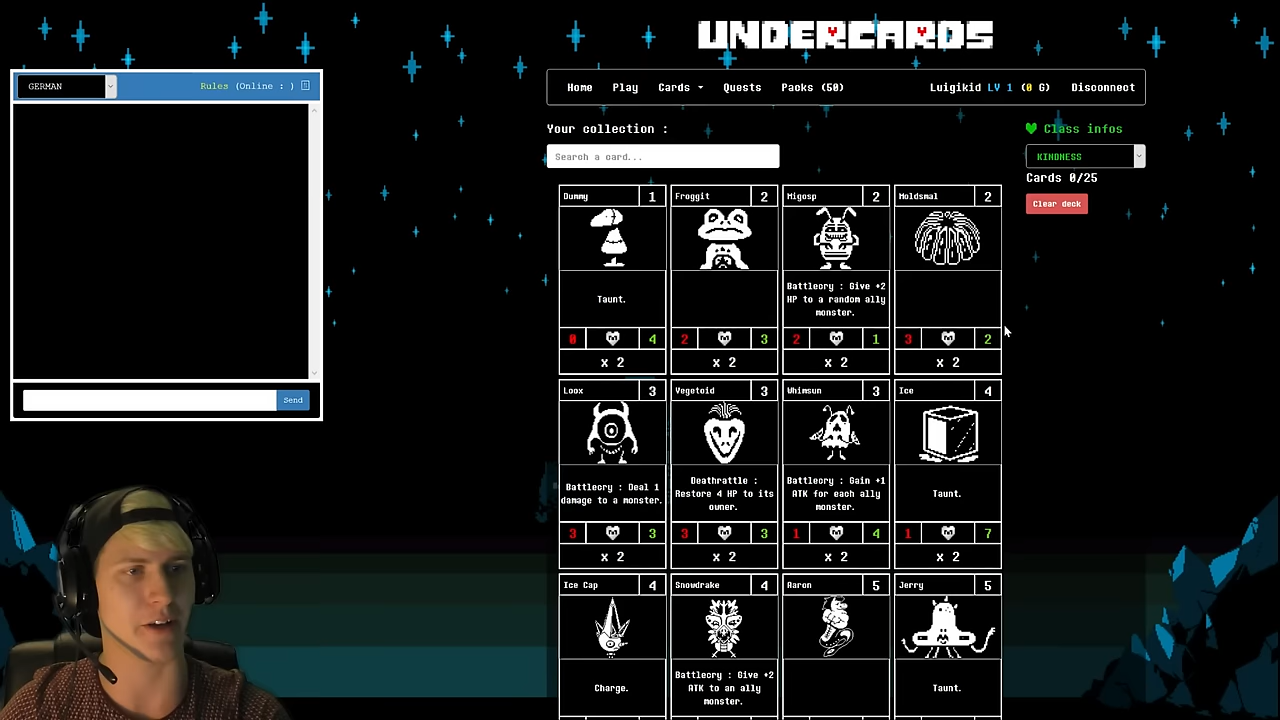 UNDERCARDS
GERMAN
Rules (Online : )
Send
Home Play Cards Quests Packs (50) Luigikid LV 1 (0 G) Disconnect
Your collection :
Search a card...
Class infos
KINDNESS
Cards 0/25
Clear deck
Dummy 1
Taunt.
0 4
x 2
Froggit 2
2 3
x 2
Migosp 2
Battlecry : Give +2
HP to a random ally
monster.
2 1
x 2
Moldsmal 2
3 2
x 2
Loox 3
Battlecry : Deal 1
damage to a monster.
3 3
x 2
Vegetoid 3
Deathrattle :
Restore 4 HP to its
owner.
3 3
x 2
Whimsun 3
Battlecry : Gain +1
ATK for each ally
monster.
1 4
x 2
Ice 4
Taunt.
1 7
x 2
Ice Cap 4
Charge.
Snowdrake 4
Battlecry : Give +2
ATK to an ally
monster.
Aaron 5
Jerry 5
Taunt.